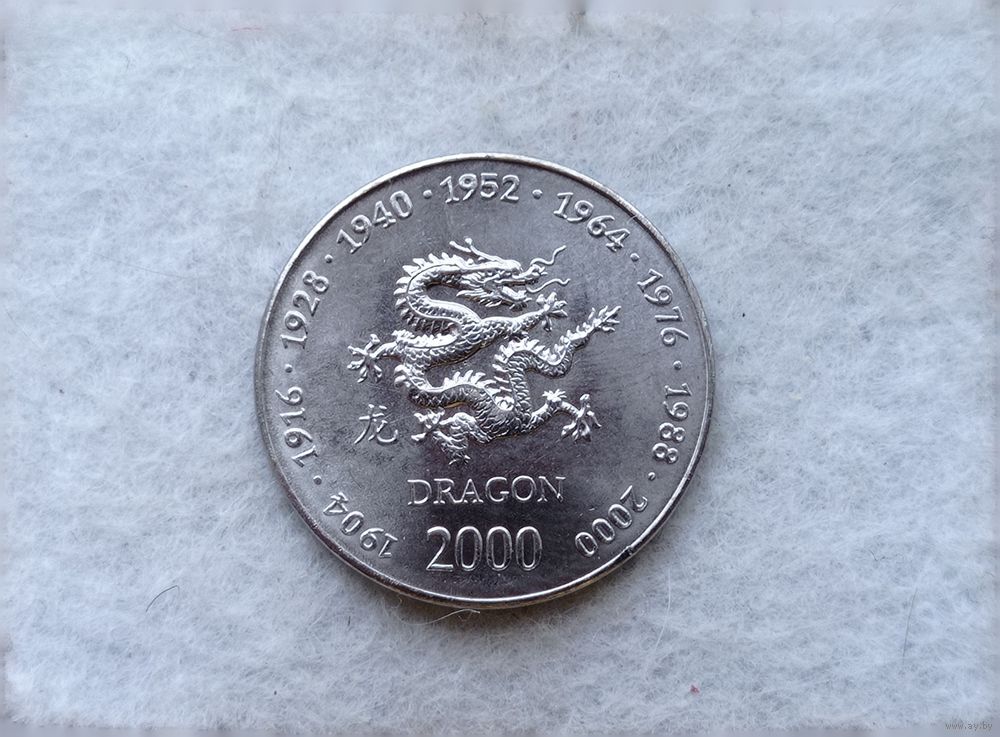 1904 · 1916 · 1928 · 1940 · 1952 · 1964 · 1976 · 1988 · 2000
龙
DRAGON
2000
www.ay.by